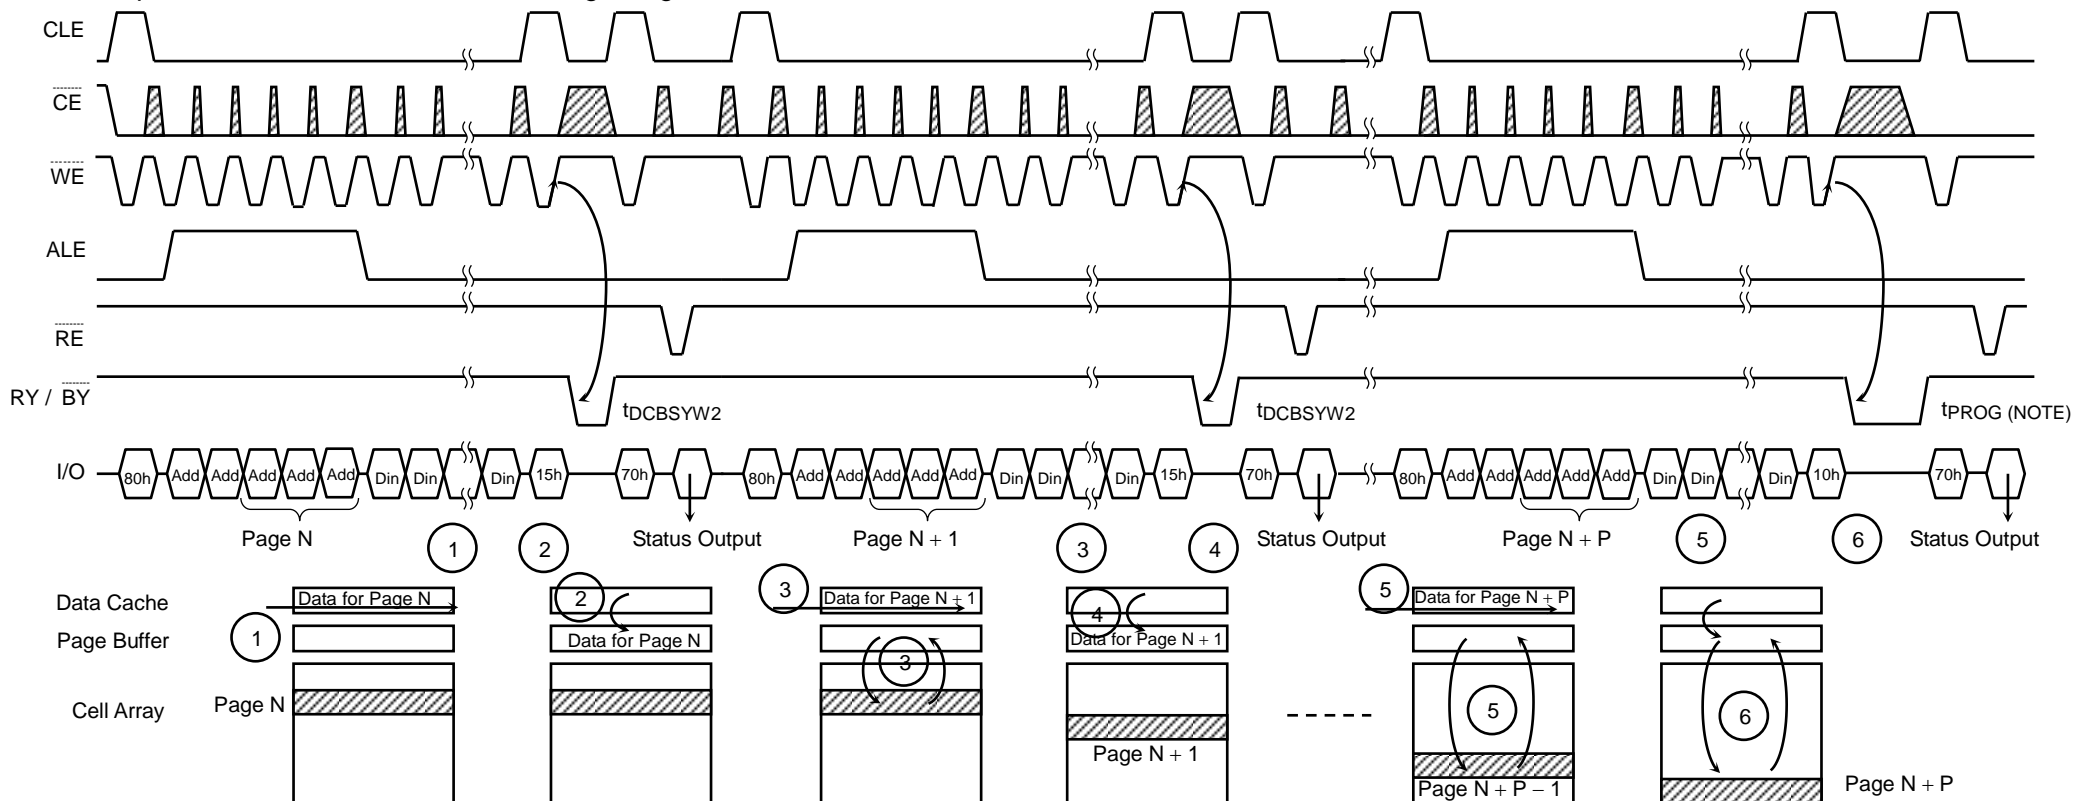 CLE
CE
WE
ALE
RE
RY / BY
tDCBSYW2 tDCBSYW2 tPROG (NOTE)
I/O 80h Add Add Add Add Add Din Din Din 15h 70h 80h Add Add Add Add Add Din Din Din 15h 70h 80h Add Add Add Add Add Din Din Din 10h 70h
Page N 1 2 Status Output Page N + 1 3 4 Status Output Page N + P 5 6 Status Output
Data Cache Data for Page N 2 3 Data for Page N + 1 4 5 Data for Page N + P
Page Buffer 1 Data for Page N 3 Data for Page N + 1
Cell Array Page N 5 6
Page N + 1
Page N + P − 1 Page N + P